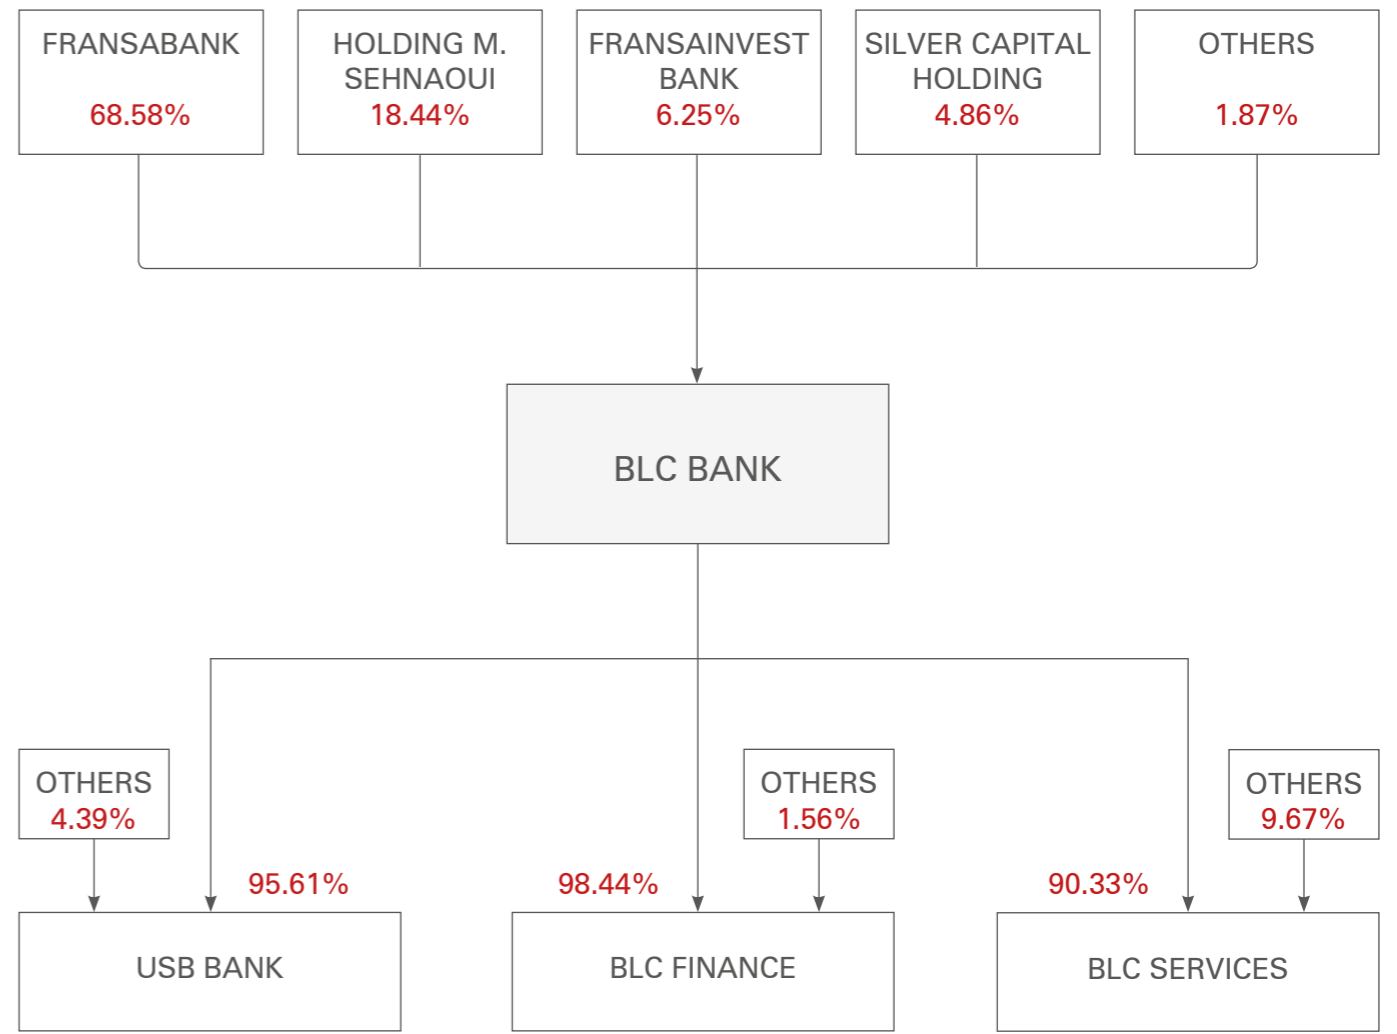 FRANSABANK
68.58%
HOLDING M.
SEHNAOUI
18.44%
FRANSAINVEST
BANK
6.25%
SILVER CAPITAL
HOLDING
4.86%
OTHERS
1.87%
BLC BANK
OTHERS
4.39%
95.61%
USB BANK
98.44%
OTHERS
1.56%
BLC FINANCE
90.33%
OTHERS
9.67%
BLC SERVICES